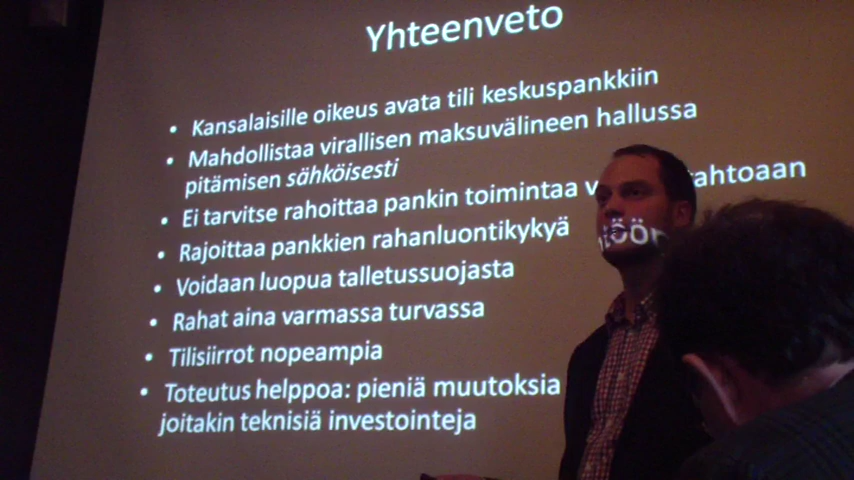 Yhteenveto
• Kansalaisille oikeus avata tili keskuspankkiin
• Mahdollistaa virallisen maksuvälineen hallussa
pitämisen sähköisesti
• Ei tarvitse rahoittaa pankin toimintaa
• Rajoittaa pankkien rahanluontikykyä
• Voidaan luopua talletussuojasta
• Rahat aina varmassa turvassa
• Tilisiirrot nopeampia
• Toteutus helppoa: pieniä muutoksia
joitakin teknisiä investointeja